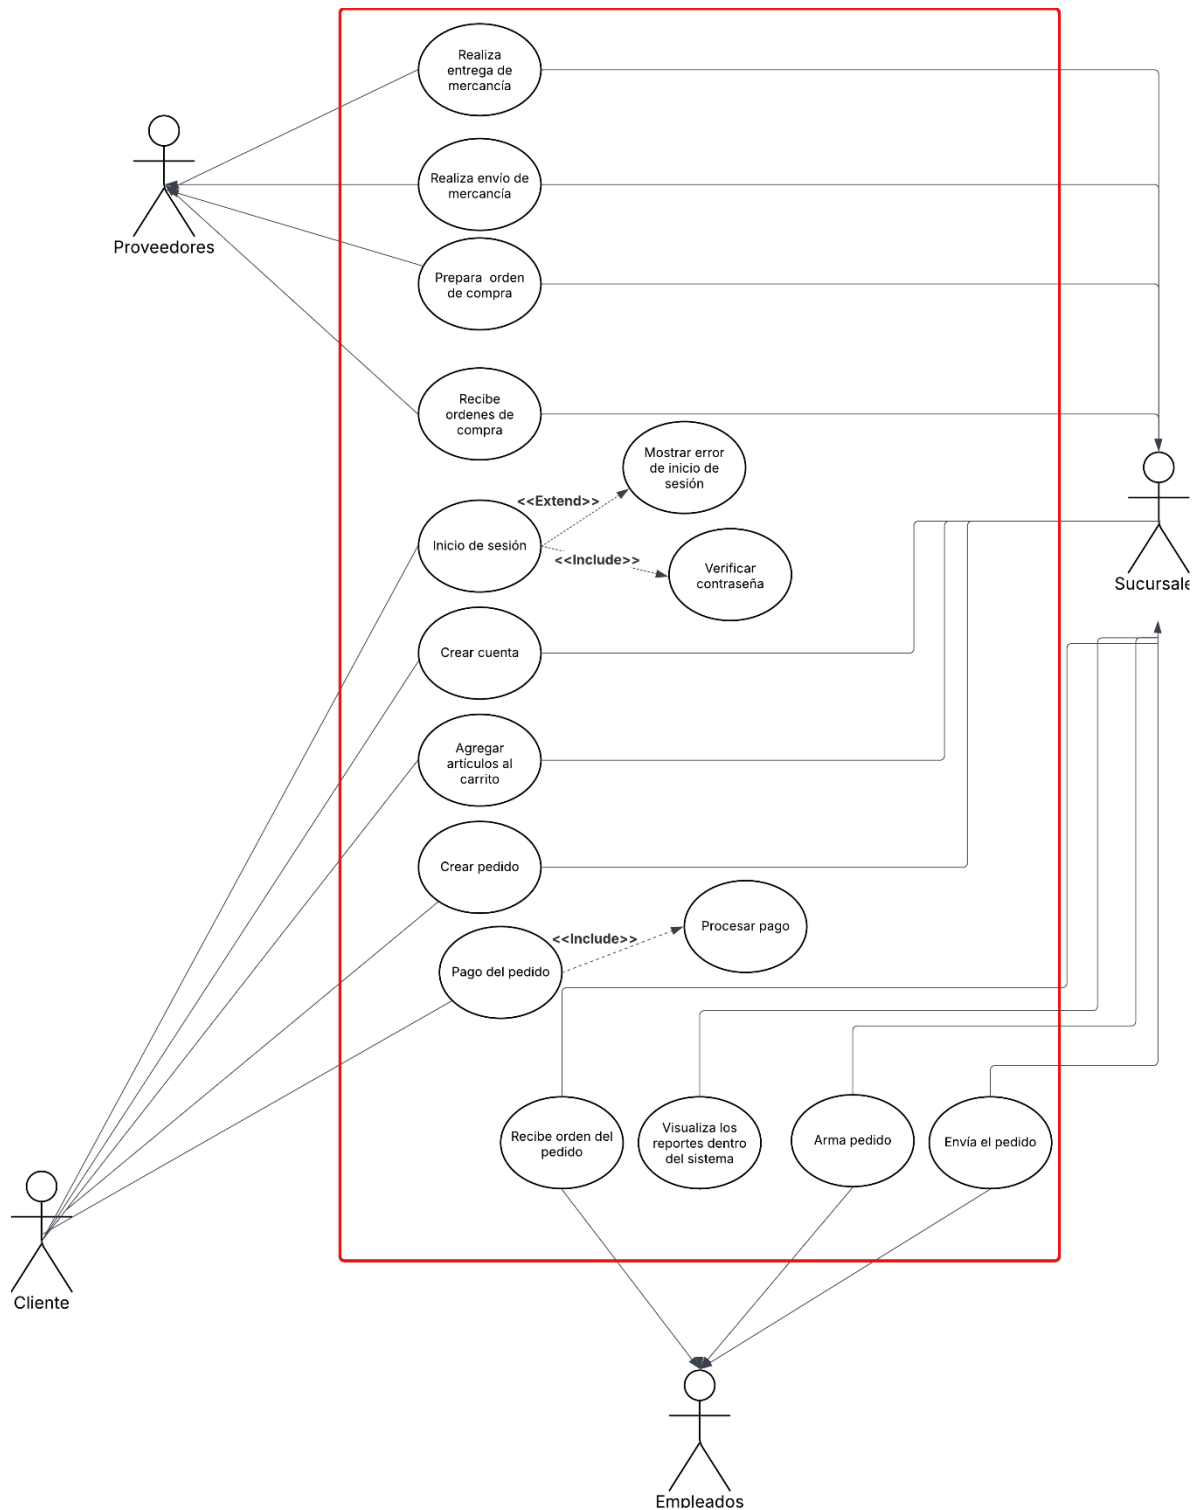 Realiza
entrega de
mercancía
Realiza envío de
mercancía
Proveedores
Prepara orden
de compra
Recibe
ordenes de
compra
Mostrar error
de inicio de
sesión
<<Extend>>
Inicio de sesión
<<Include>>
Verificar
contraseña
Sucursale
Crear cuenta
Agregar
artículos al
carrito
Crear pedido
Procesar pago
<<Include>>
Pago del pedido
Recibe orden del
pedido
Visualiza los
reportes dentro
del sistema
Arma pedido
Envía el pedido
Cliente
Empleados